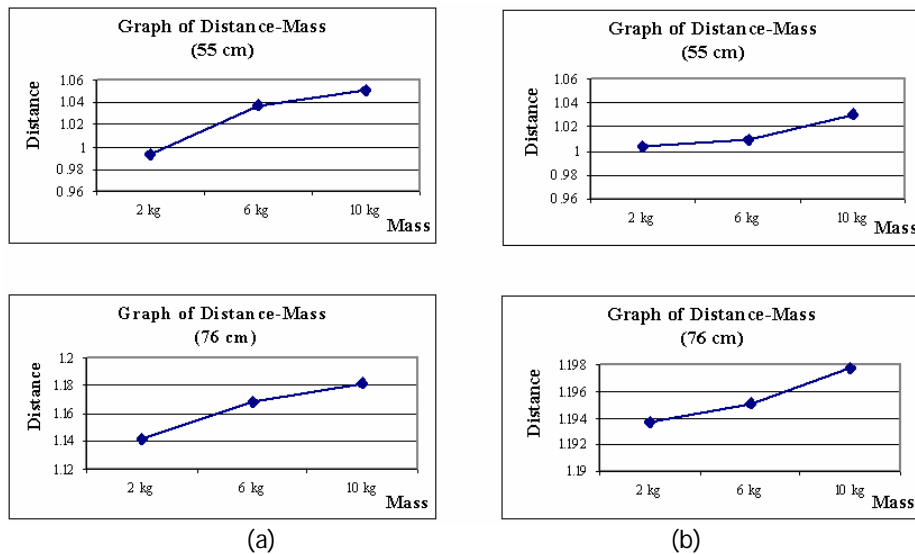 Graph of Distance-Mass
(55 cm)
Distance
1.06
1.04
1.02
1
0.98
0.96
2 kg
6 kg
10 kg
Mass
Graph of Distance-Mass
(55 cm)
Distance
1.06
1.04
1.02
1
0.98
0.96
2 kg
6 kg
10 kg
Mass
Graph of Distance-Mass
(76 cm)
Distance
1.2
1.18
1.16
1.14
1.12
2 kg
6 kg
10 kg
Mass
Graph of Distance-Mass
(76 cm)
Distance
1.198
1.196
1.194
1.192
1.19
2 kg
6 kg
10 kg
Mass
(a)
(b)